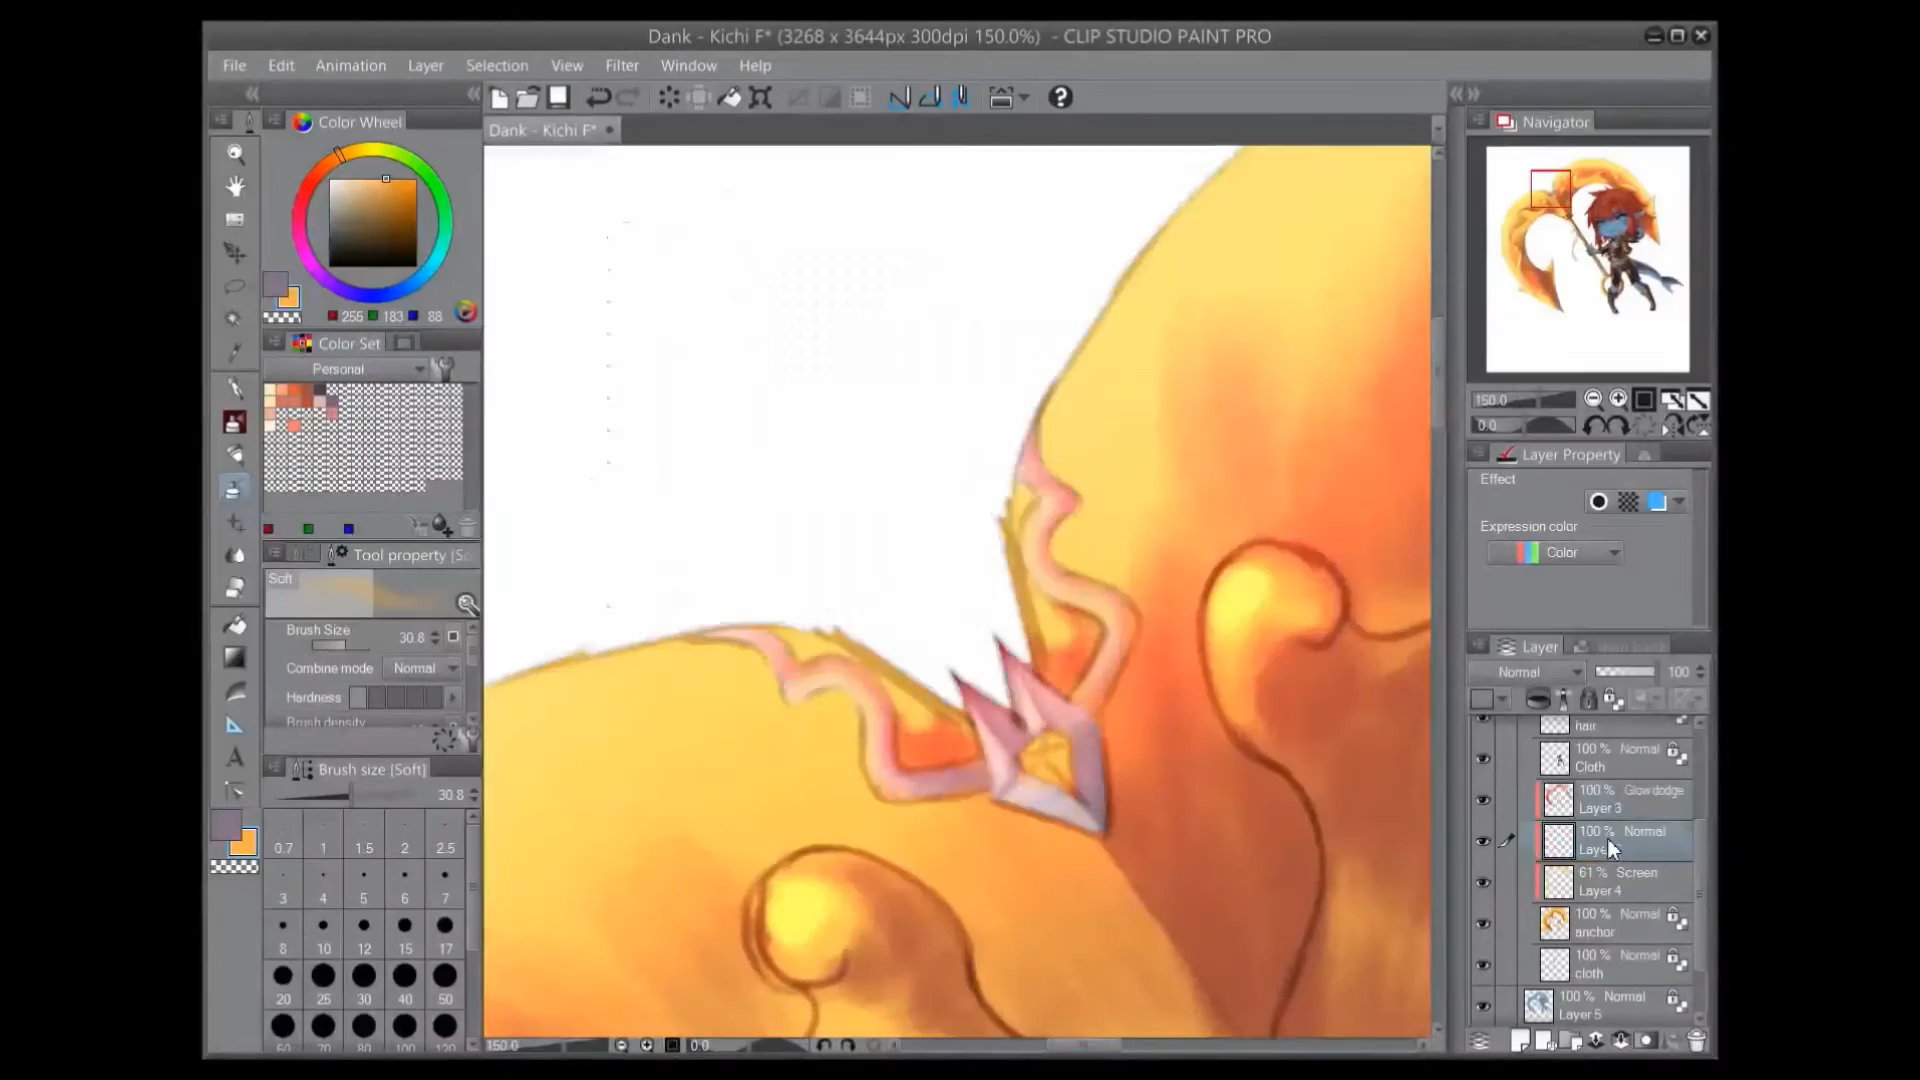 Dank - Kichi F* (3268 x 3644px 300dpi 150.0%) - CLIP STUDIO PAINT PRO
File Edit Animation Layer Selection View Filter Window Help
Dank - Kichi F*
Color Wheel
255 183 88
Color Set
Personal
Tool property [So
Soft
Brush Size 30.8
Combine mode Normal
Hardness
Brush density
Brush size [Soft]
30.8
0.7 1 1.5 2 2.5
3 4 5 6 7
8 10 12 15 17
20 25 30 40 50
60 70 80 100 120
150.0 0.0
Navigator
150.0
0.0
Layer Property
Effect
Expression color
Color
Layer
Normal 100
hair
100 % Normal
Cloth
100 % Glow dodge
Layer 3
100 % Normal
61 % Screen
Layer 4
100 % Normal
anchor
100 % Normal
cloth
100 % Normal
Layer 5